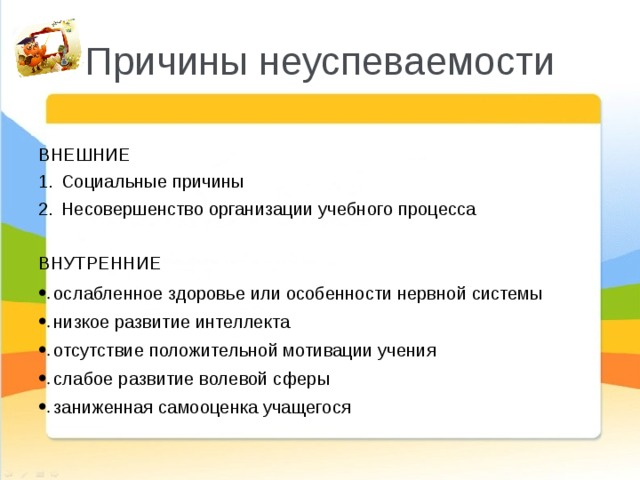 Причины неуспеваемости
ВНЕШНИЕ
1. Социальные причины
2. Несовершенство организации учебного процесса
ВНУТРЕННИЕ
• . ослабленное здоровье или особенности нервной системы
• . низкое развитие интеллекта
• . отсутствие положительной мотивации учения
• . слабое развитие волевой сферы
• . заниженная самооценка учащегося